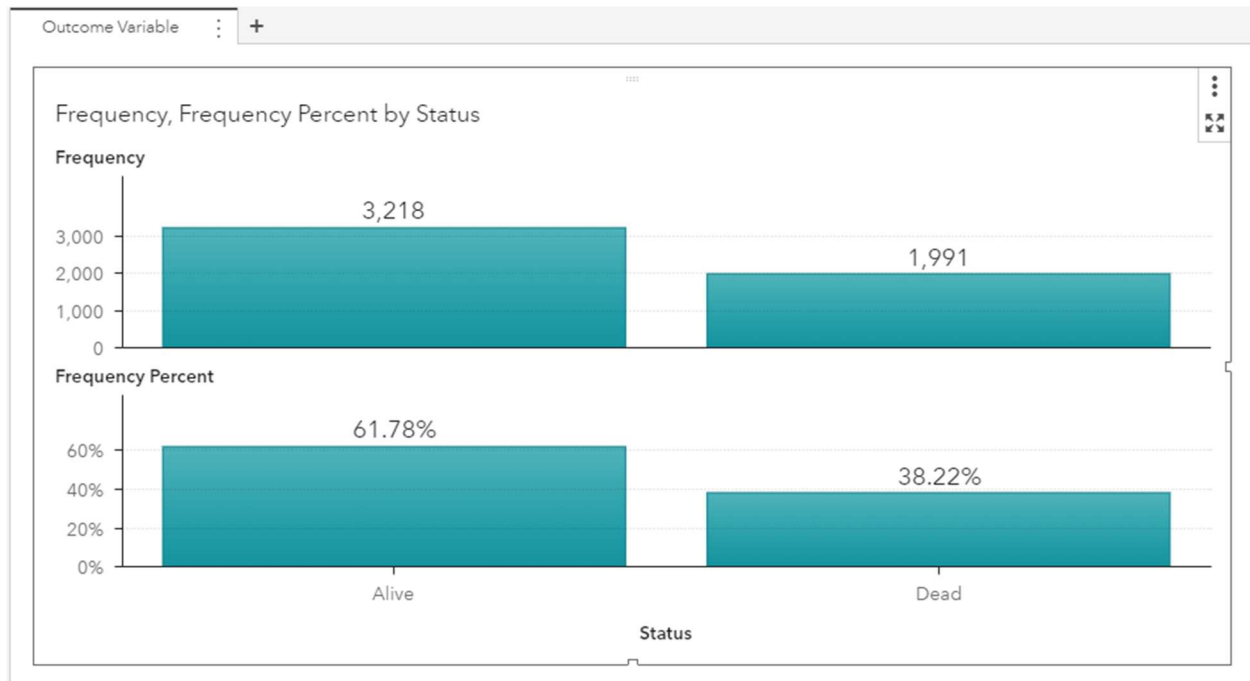 Outcome Variable
Frequency, Frequency Percent by Status
Frequency
3,218
3,000
1,991
2,000
1,000
0
Frequency Percent
61.78%
60%
38.22%
40%
20%
0%
Alive Dead
Status